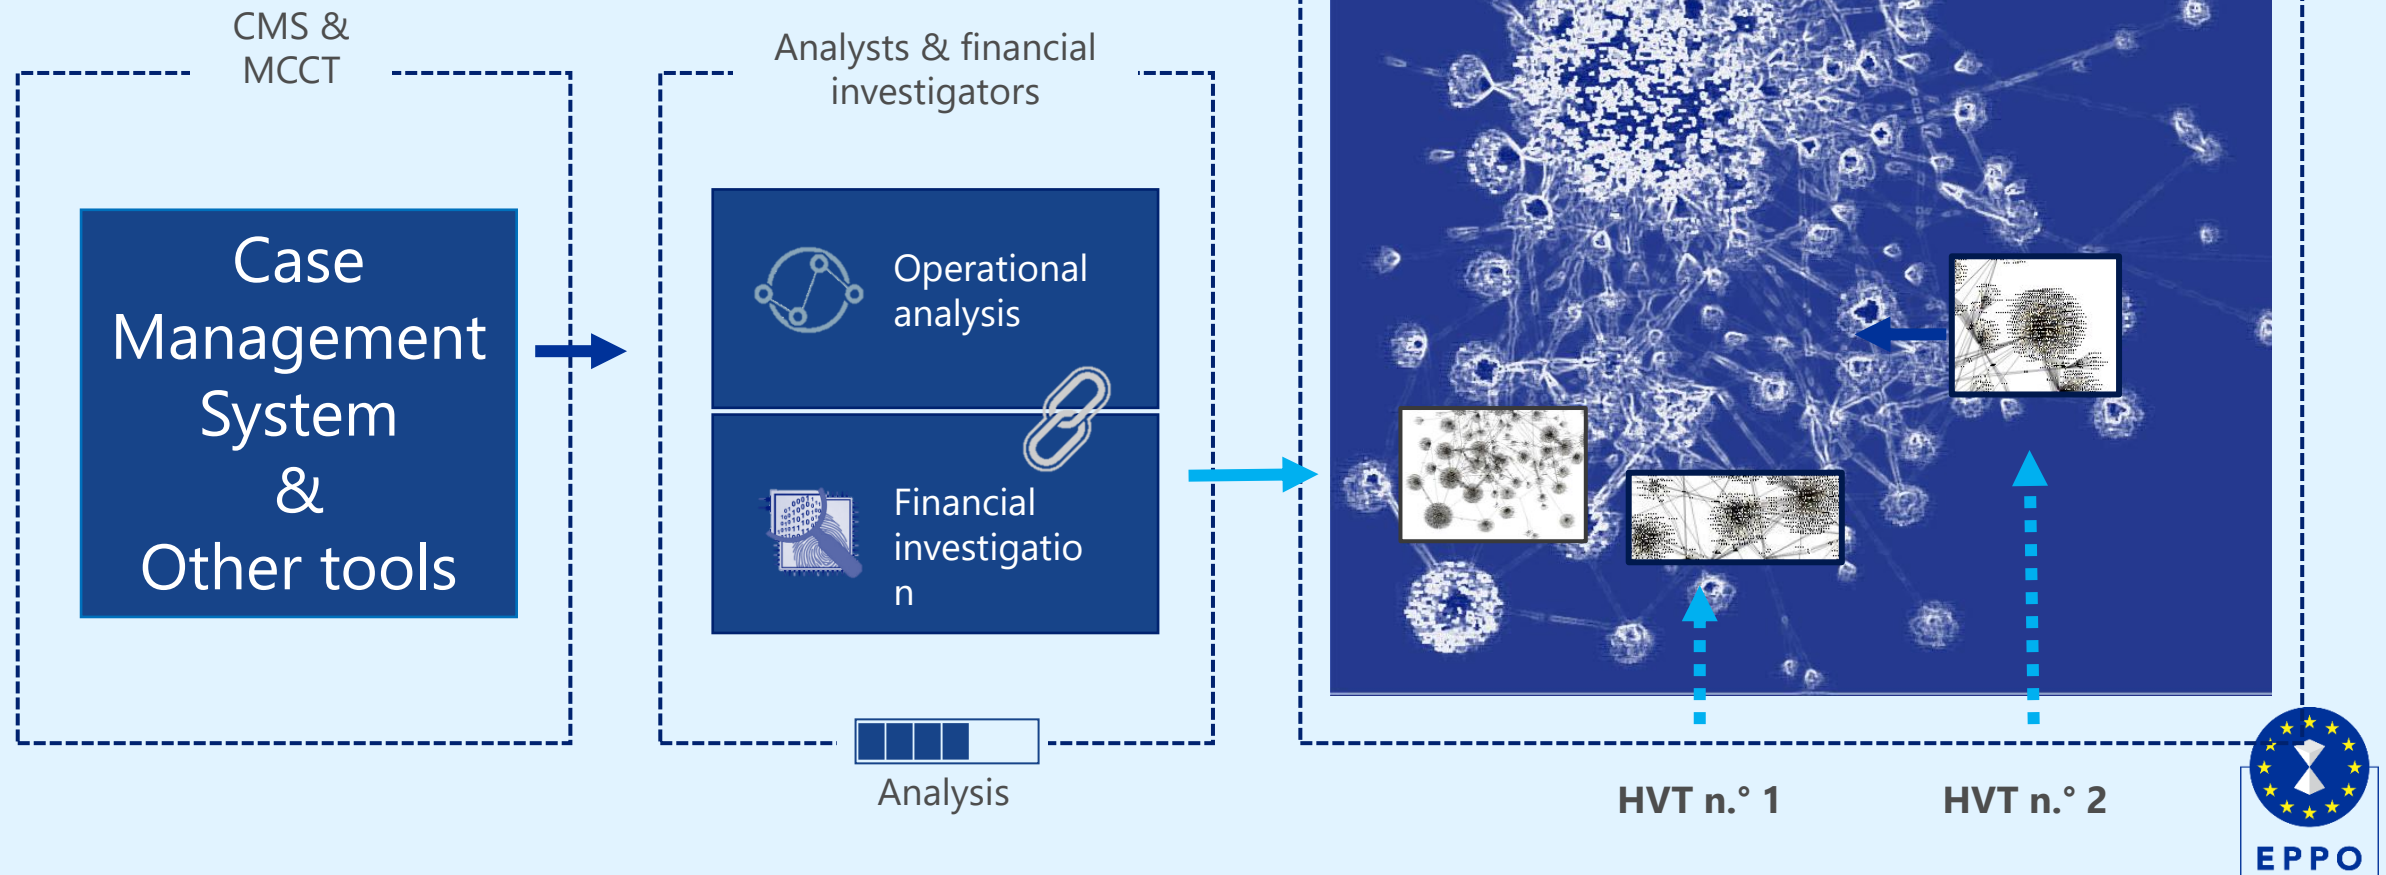 CMS &
MCCT
Case
Management
System
&
Other tools
Analysts & financial
investigators
Operational
analysis
Financial
investigatio
n
Analysis
HVT n.° 1
HVT n.° 2
EPPO